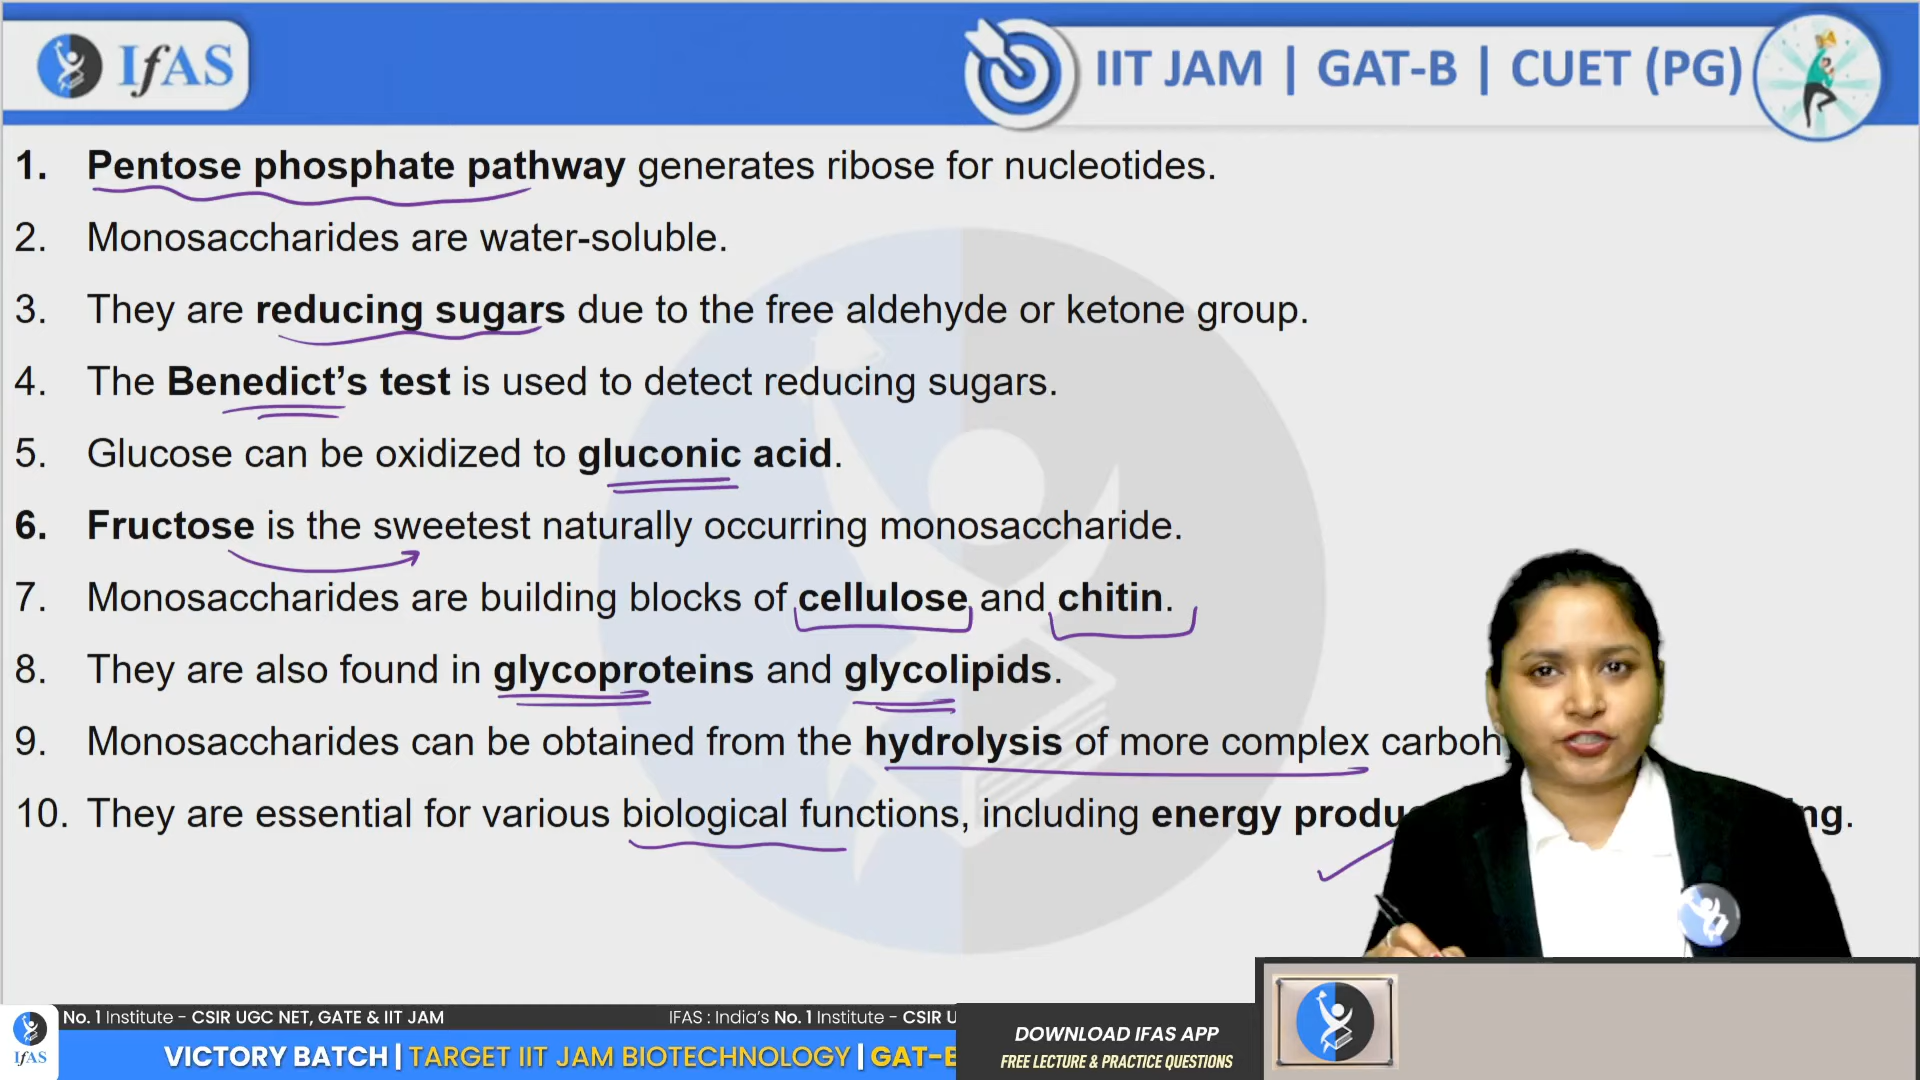 IfAS
IIT JAM | GAT-B | CUET (PG)
1. Pentose phosphate pathway generates ribose for nucleotides.
2. Monosaccharides are water-soluble.
3. They are reducing sugars due to the free aldehyde or ketone group.
4. The Benedict’s test is used to detect reducing sugars.
5. Glucose can be oxidized to gluconic acid.
6. Fructose is the sweetest naturally occurring monosaccharide.
7. Monosaccharides are building blocks of cellulose and chitin.
8. They are also found in glycoproteins and glycolipids.
9. Monosaccharides can be obtained from the hydrolysis of more complex
10. They are essential for various biological functions, including energy
No. 1 Institute - CSIR UGC NET, GATE & IIT JAM
IFAS : India’s No. 1 Institute - CSIR
IfAS
VICTORY BATCH | TARGET IIT JAM BIOTECHNOLOGY |
DOWNLOAD IFAS APP
FREE LECTURE & PRACTICE QUESTIONS